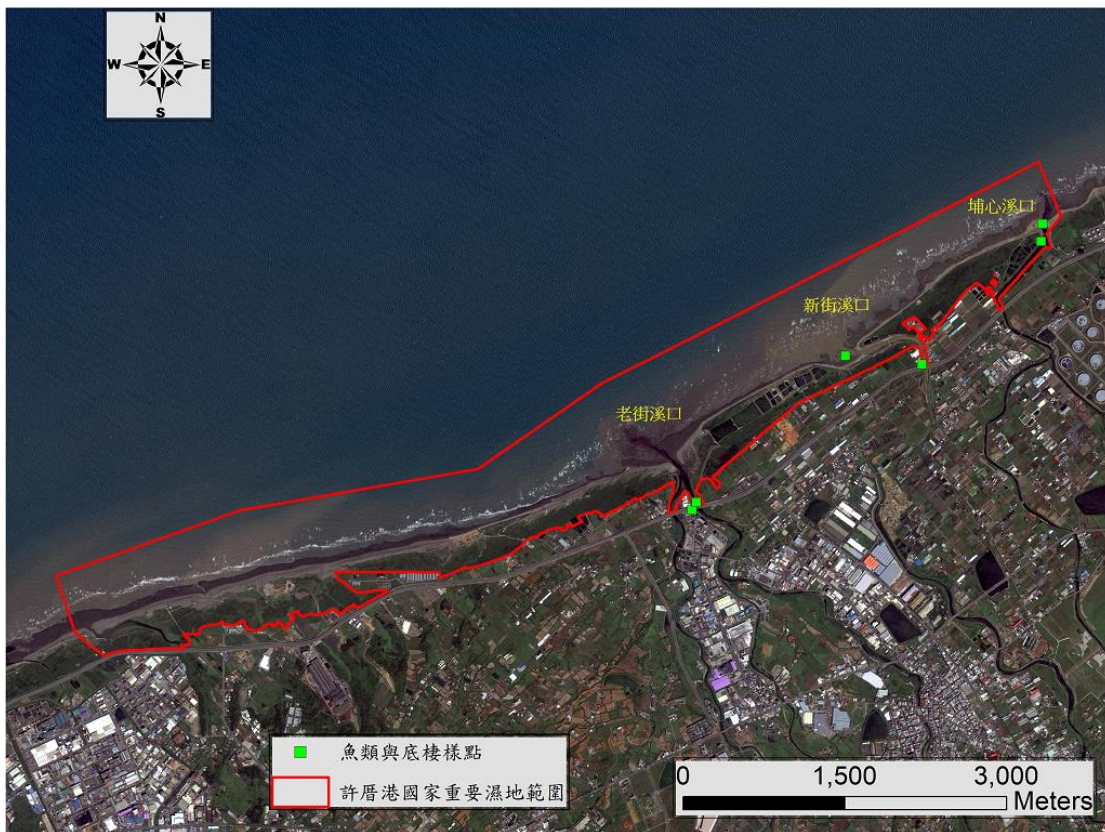 N
W E
S
埔心溪口
新街溪口
老街溪口
魚類與底棲樣點
許厝港國家重要濕地範圍
0 1,500 3,000
Meters